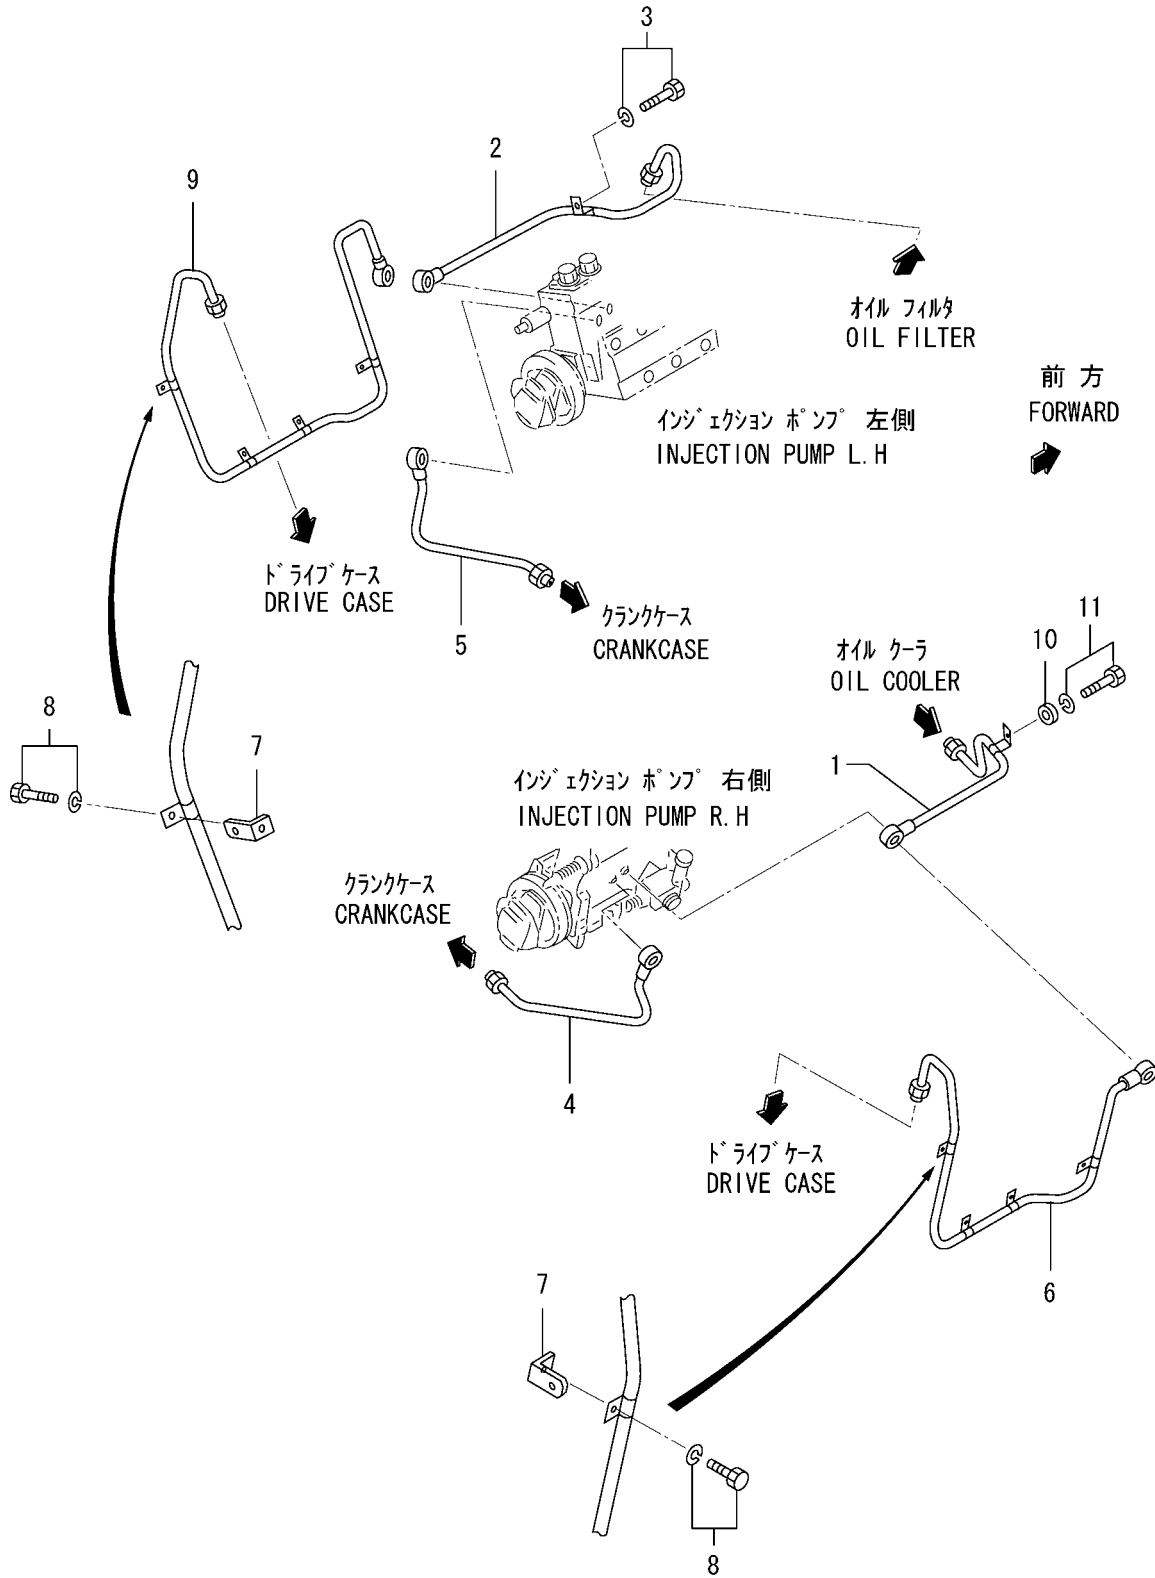 3
2
9
オイル フィルタ
OIL FILTER
前 方
FORWARD
インジェクション ポンプ 左側
INJECTION PUMP L.H
ドライブケース
DRIVE CASE
5
クランクケース
CRANKCASE
11
10
オイル クーラ
OIL COOLER
8
7
1
インジェクション ポンプ 右側
INJECTION PUMP R.H
クランクケース
CRANKCASE
4
ドライブケース
DRIVE CASE
6
7
8